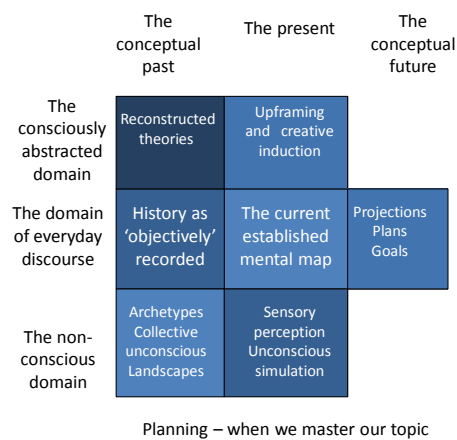 The
conceptual
past
The present
The
conceptual
future
The
consciously
abstracted
domain
Reconstructed
theories
Upframing
and creative
induction
The domain
of everyday
discourse
History as
‘objectively’
recorded
The current
established
mental map
Projections
Plans
Goals
The non-
conscious
domain
Archetypes
Collective
unconscious
Landscapes
Sensory
perception
Unconscious
simulation
Planning – when we master our topic